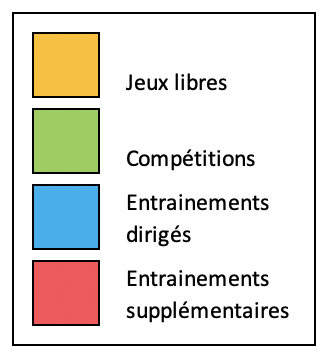 Jeux libres
Compétitions
Entrainements
dirigés
Entrainements
supplémentaires